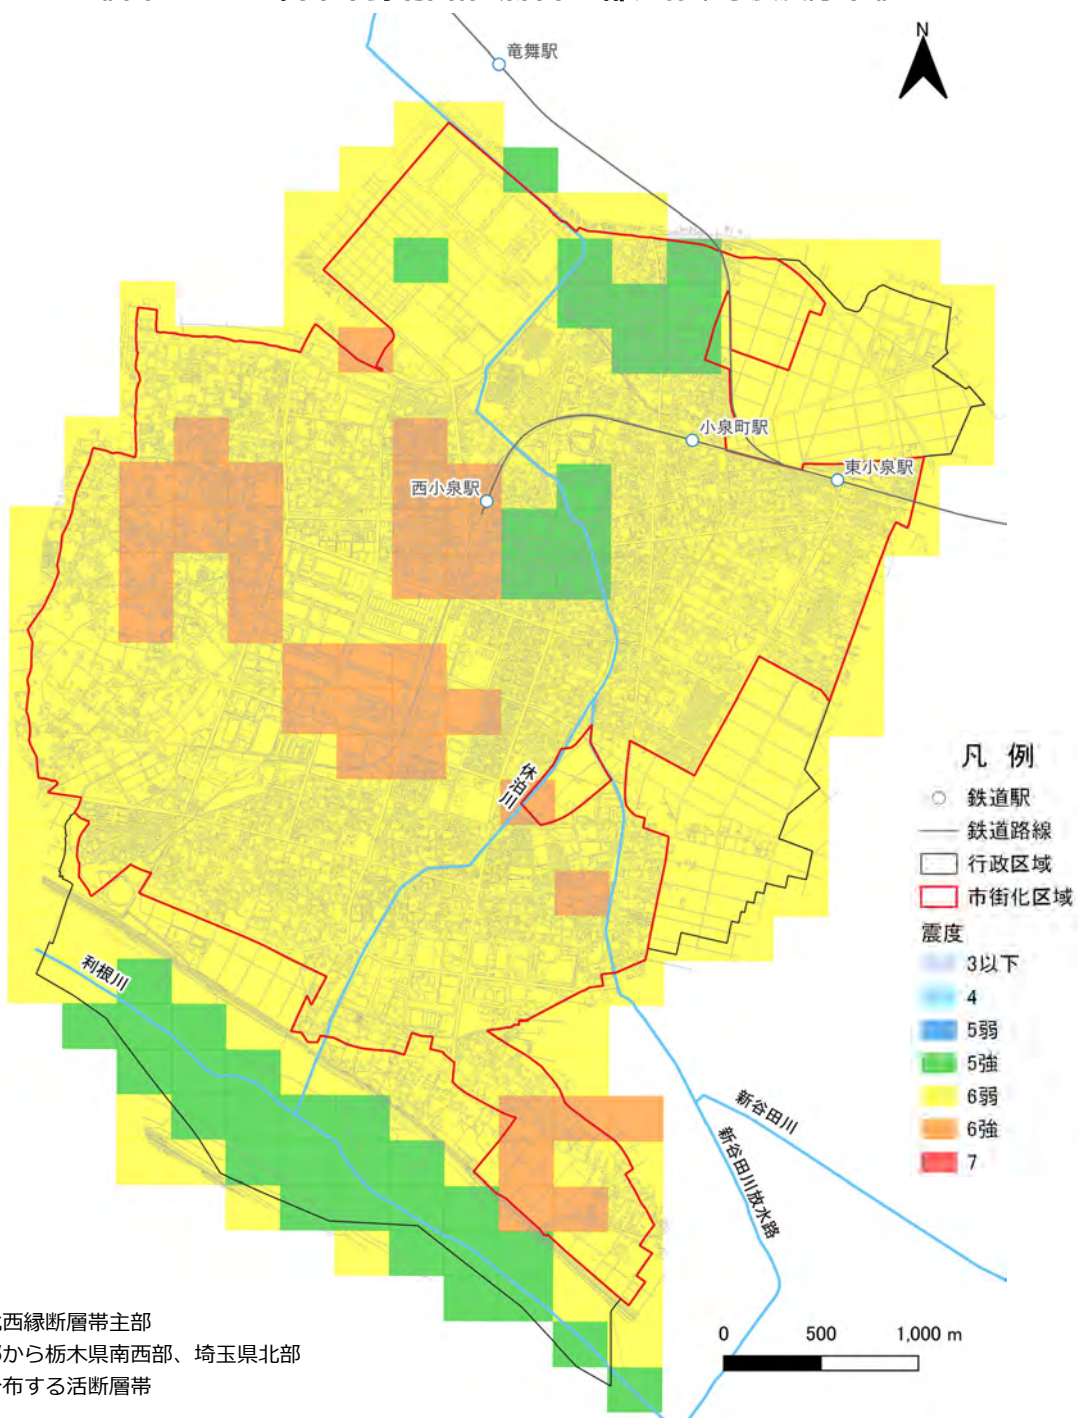 N
竜舞駅
小泉町駅
東小泉駅
西小泉駅
休泊川
利根川
新谷田川
新谷田川放水路
凡 例
鉄道駅
鉄道路線
行政区域
市街化区域
震度
3以下
4
5弱
5強
6弱
6強
7
0 500 1,000 m
西縁断層帯主部
から栃木県南西部、埼玉県北部
布する活断層帯